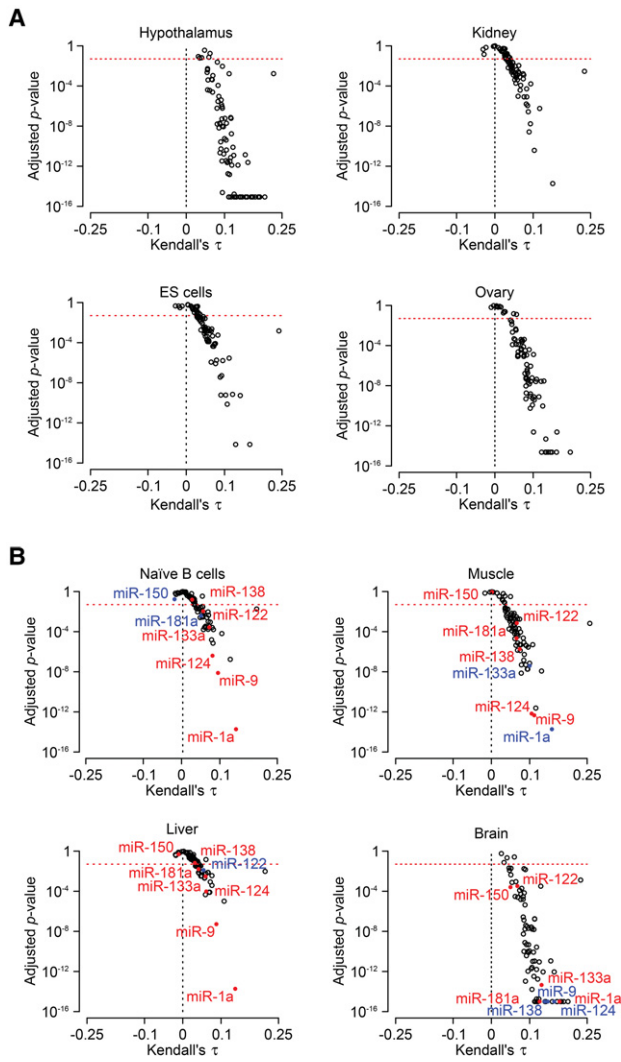 A
Hypothalamus
Kidney
Adjusted p-value
1
10-4
10-8
10-12
10-16
-0.25 -0.1 0 0.1 0.25
Kendall's τ
Adjusted p-value
1
10-4
10-8
10-12
10-16
-0.25 -0.1 0 0.1 0.25
Kendall's τ
ES cells
Ovary
Adjusted p-value
1
10-4
10-8
10-12
10-16
-0.25 -0.1 0 0.1 0.25
Kendall's τ
Adjusted p-value
1
10-4
10-8
10-12
10-16
-0.25 -0.1 0 0.1 0.25
Kendall's τ
B
Naïve B cells
Muscle
Adjusted p-value
1
10-4
10-8
10-12
10-16
miR-150
miR-138
miR-181a
miR-122
miR-133a
miR-124
miR-9
miR-1a
-0.25 -0.1 0 0.1 0.25
Kendall's τ
Adjusted p-value
1
10-4
10-8
10-12
10-16
miR-150
miR-122
miR-181a
miR-138
miR-133a
miR-124
miR-9
miR-1a
-0.25 -0.1 0 0.1 0.25
Kendall's τ
Liver
Brain
Adjusted p-value
1
10-4
10-8
10-12
10-16
miR-150
miR-138
miR-181a
miR-122
miR-133a
miR-124
miR-9
miR-1a
-0.25 -0.1 0 0.1 0.25
Kendall's τ
Adjusted p-value
1
10-4
10-8
10-12
10-16
miR-122
miR-150
miR-133a
miR-9
miR-181a
miR-1a
miR-138
miR-124
-0.25 -0.1 0 0.1 0.25
Kendall's τ